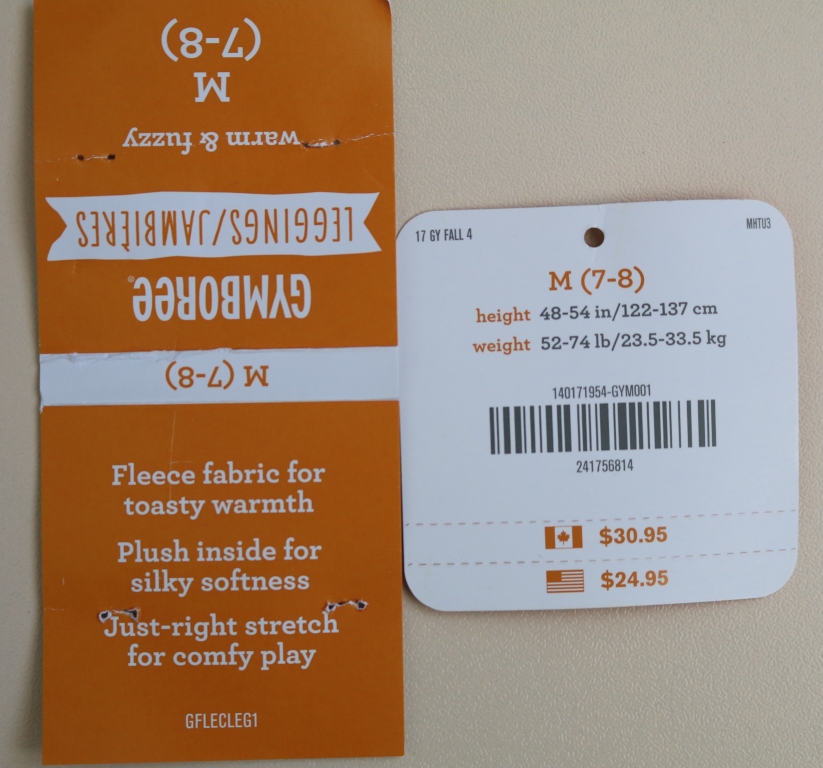 M
(7-8)
warm & fuzzy
LEGGINGS/JAMBIÈRES
GYMBOREE®
M (7-8)
Fleece fabric for
toasty warmth
Plush inside for
silky softness
Just-right stretch
for comfy play
GFLECLEG1
17 GY FALL 4
MHTU3
M (7-8)
height 48-54 in/122-137 cm
weight 52-74 lb/23.5-33.5 kg
140171954-GYM001
241756814
$30.95
$24.95